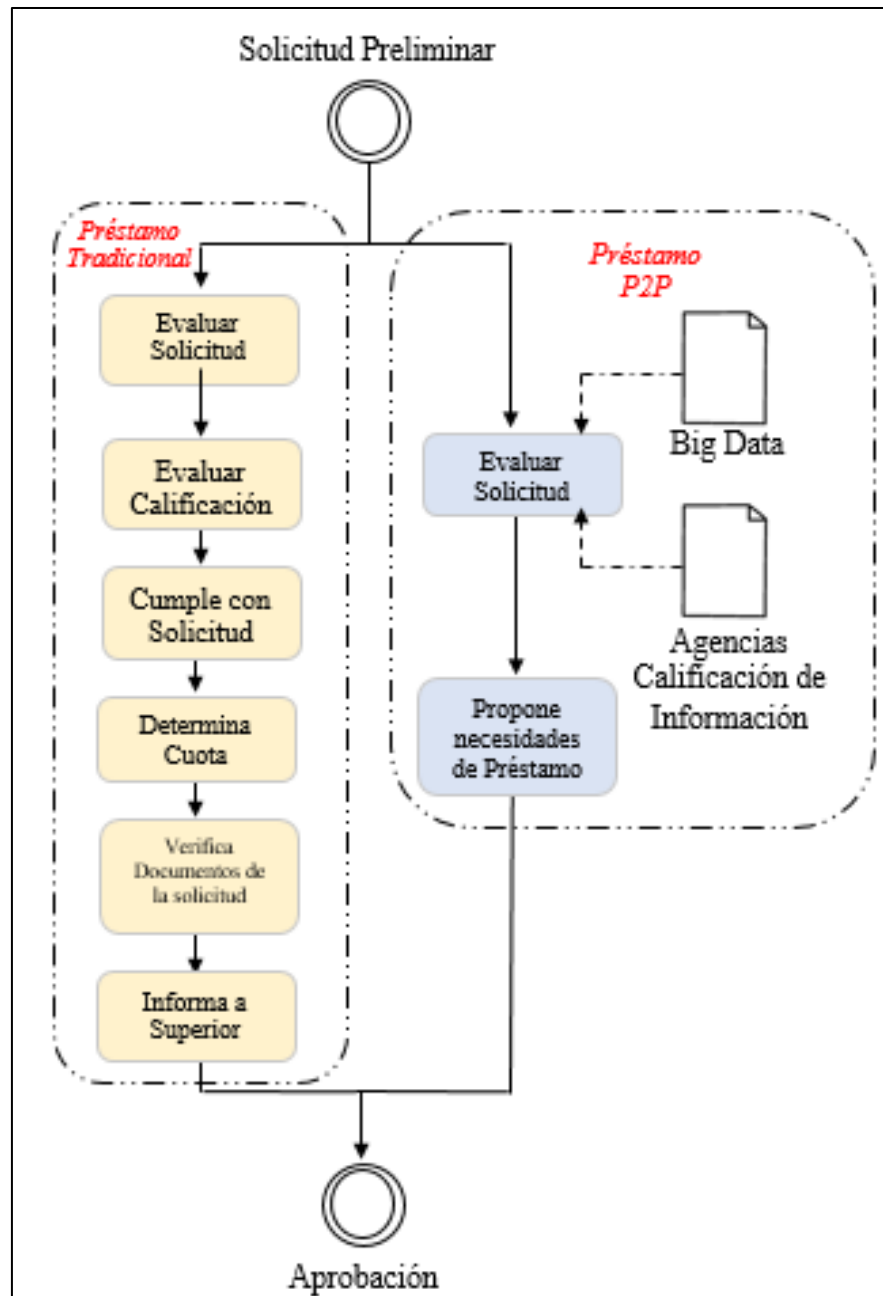 Solicitud Preliminar
Préstamo
Tradicional
Evaluar
Solicitud
Evaluar
Calificación
Cumple con
Solicitud
Determina
Cuota
Verifica
Documentos de
la solicitud
Informa a
Superior
Préstamo
P2P
Big Data
Evaluar
Solicitud
Agencias
Calificación de
Información
Propone
necesidades
de Préstamo
Aprobación